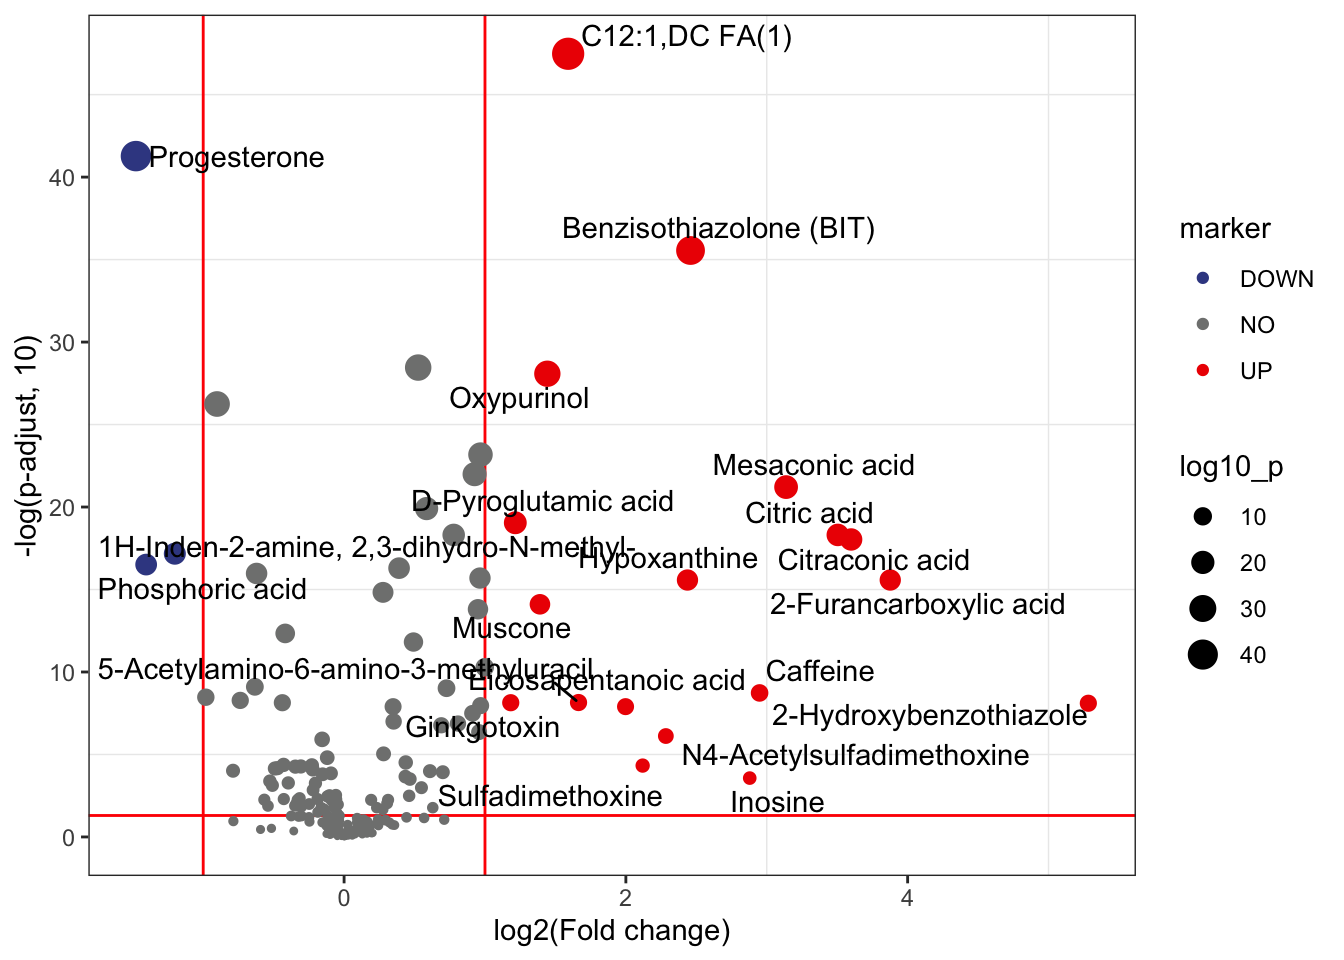 C12:1,DC FA(1)
Progesterone
Benzisothiazolone (BIT)
Oxypurinol
Mesaconic acid
D-Pyroglutamic acid
Citric acid
1H-Inden-2-amine, 2,3-dihydro-N-methyl-
Hypoxanthine
Citraconic acid
Phosphoric acid
2-Furancarboxylic acid
Muscone
5-Acetylamino-6-amino-3-methyluracil
Eicosapentanoic acid
Caffeine
2-Hydroxybenzothiazole
Ginkgotoxin
N4-Acetylsulfadimethoxine
Sulfadimethoxine
Inosine
40
30
20
10
0
-log(p-adjust, 10)
0 2 4
log2(Fold change)
marker
DOWN
NO
UP
log10_p
10
20
30
40